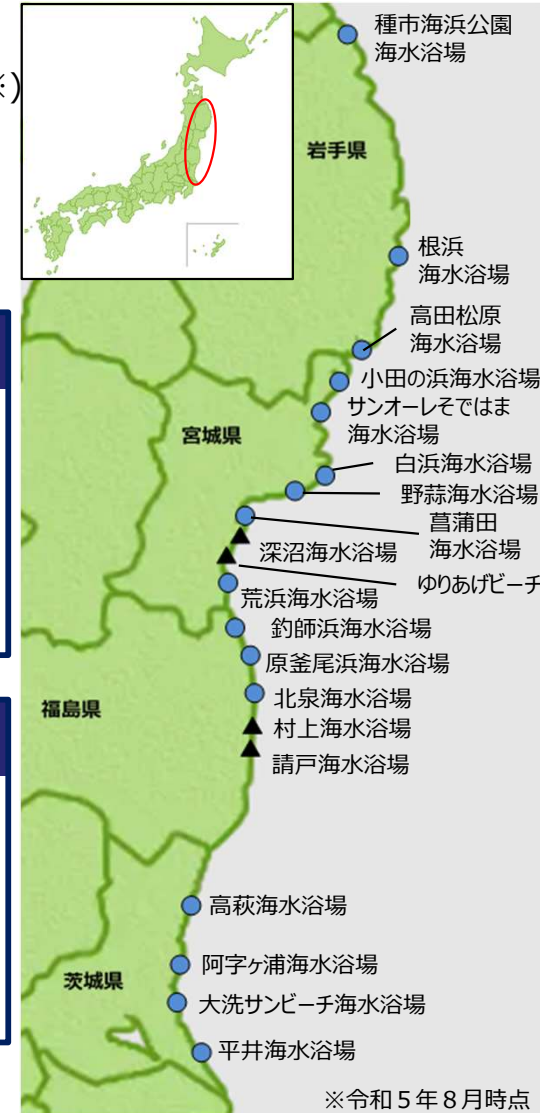 ※)
種市海浜公園
海水浴場
岩手県
根浜
海水浴場
高田松原
海水浴場
小田の浜海水浴場
サンオーレそではま
海水浴場
宮城県
白浜海水浴場
野蒜海水浴場
菖蒲田
海水浴場
深沼海水浴場
ゆりあげビーチ
荒浜海水浴場
釣師浜海水浴場
原釜尾浜海水浴場
北泉海水浴場
福島県
村上海水浴場
請戸海水浴場
高萩海水浴場
阿字ヶ浦海水浴場
茨城県
大洗サンビーチ海水浴場
平井海水浴場
※令和5年8月時点